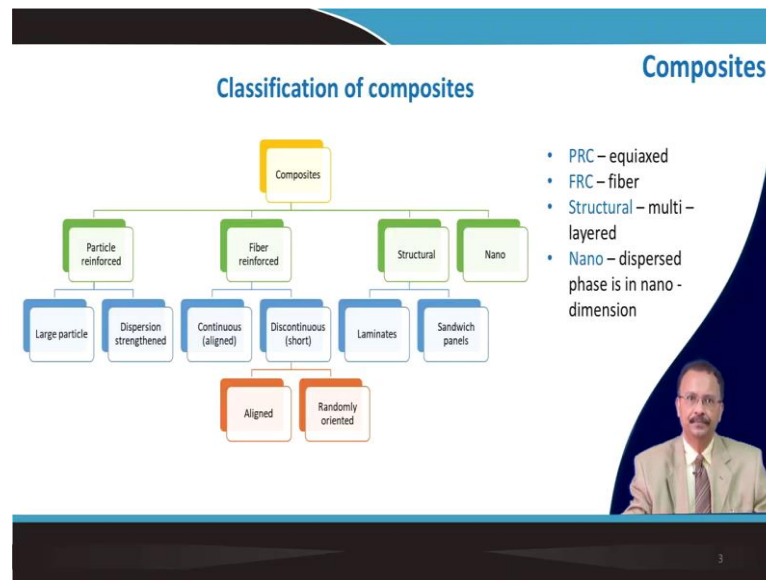 Composites
Classification of composites
Composites
Particle
reinforced
Fiber
reinforced
Structural
Nano
Large particle
Dispersion
strengthened
Continuous
(aligned)
Discontinuous
(short)
Laminates
Sandwich
panels
Aligned
Randomly
oriented
• PRC – equiaxed
• FRC – fiber
• Structural – multi –
layered
• Nano – dispersed
phase is in nano -
dimension
3